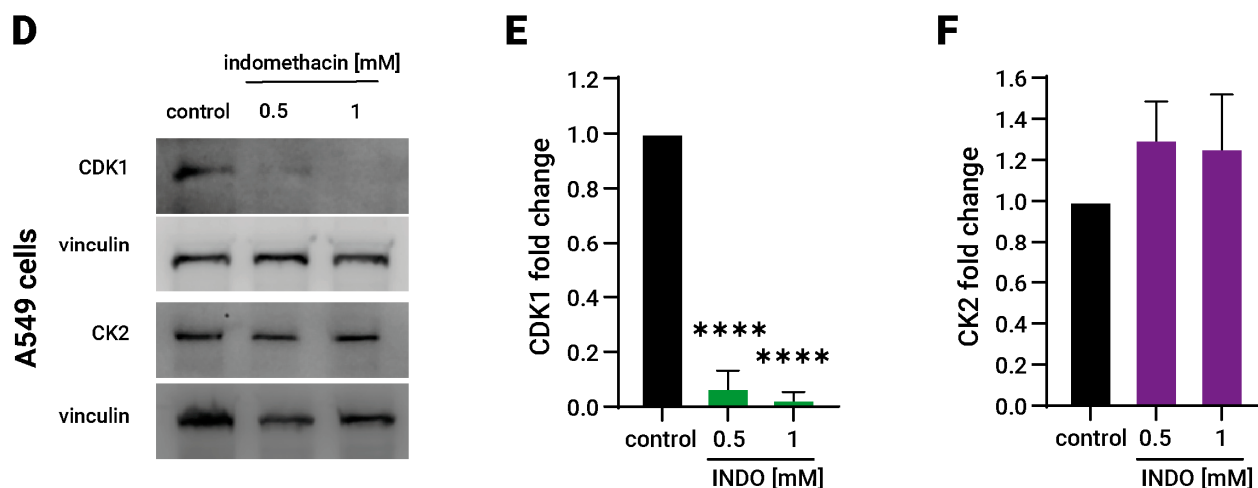 D
indomethacin [mM]
control 0.5 1
CDK1
vinculin
CK2
vinculin
A549 cells
E
CDK1 fold change
1.2
1.0
0.8
0.6
0.4
0.2
0.0
****
****
control 0.5 1
INDO [mM]
F
CK2 fold change
1.6
1.4
1.2
1.0
0.8
0.6
0.4
0.2
0.0
control 0.5 1
INDO [mM]